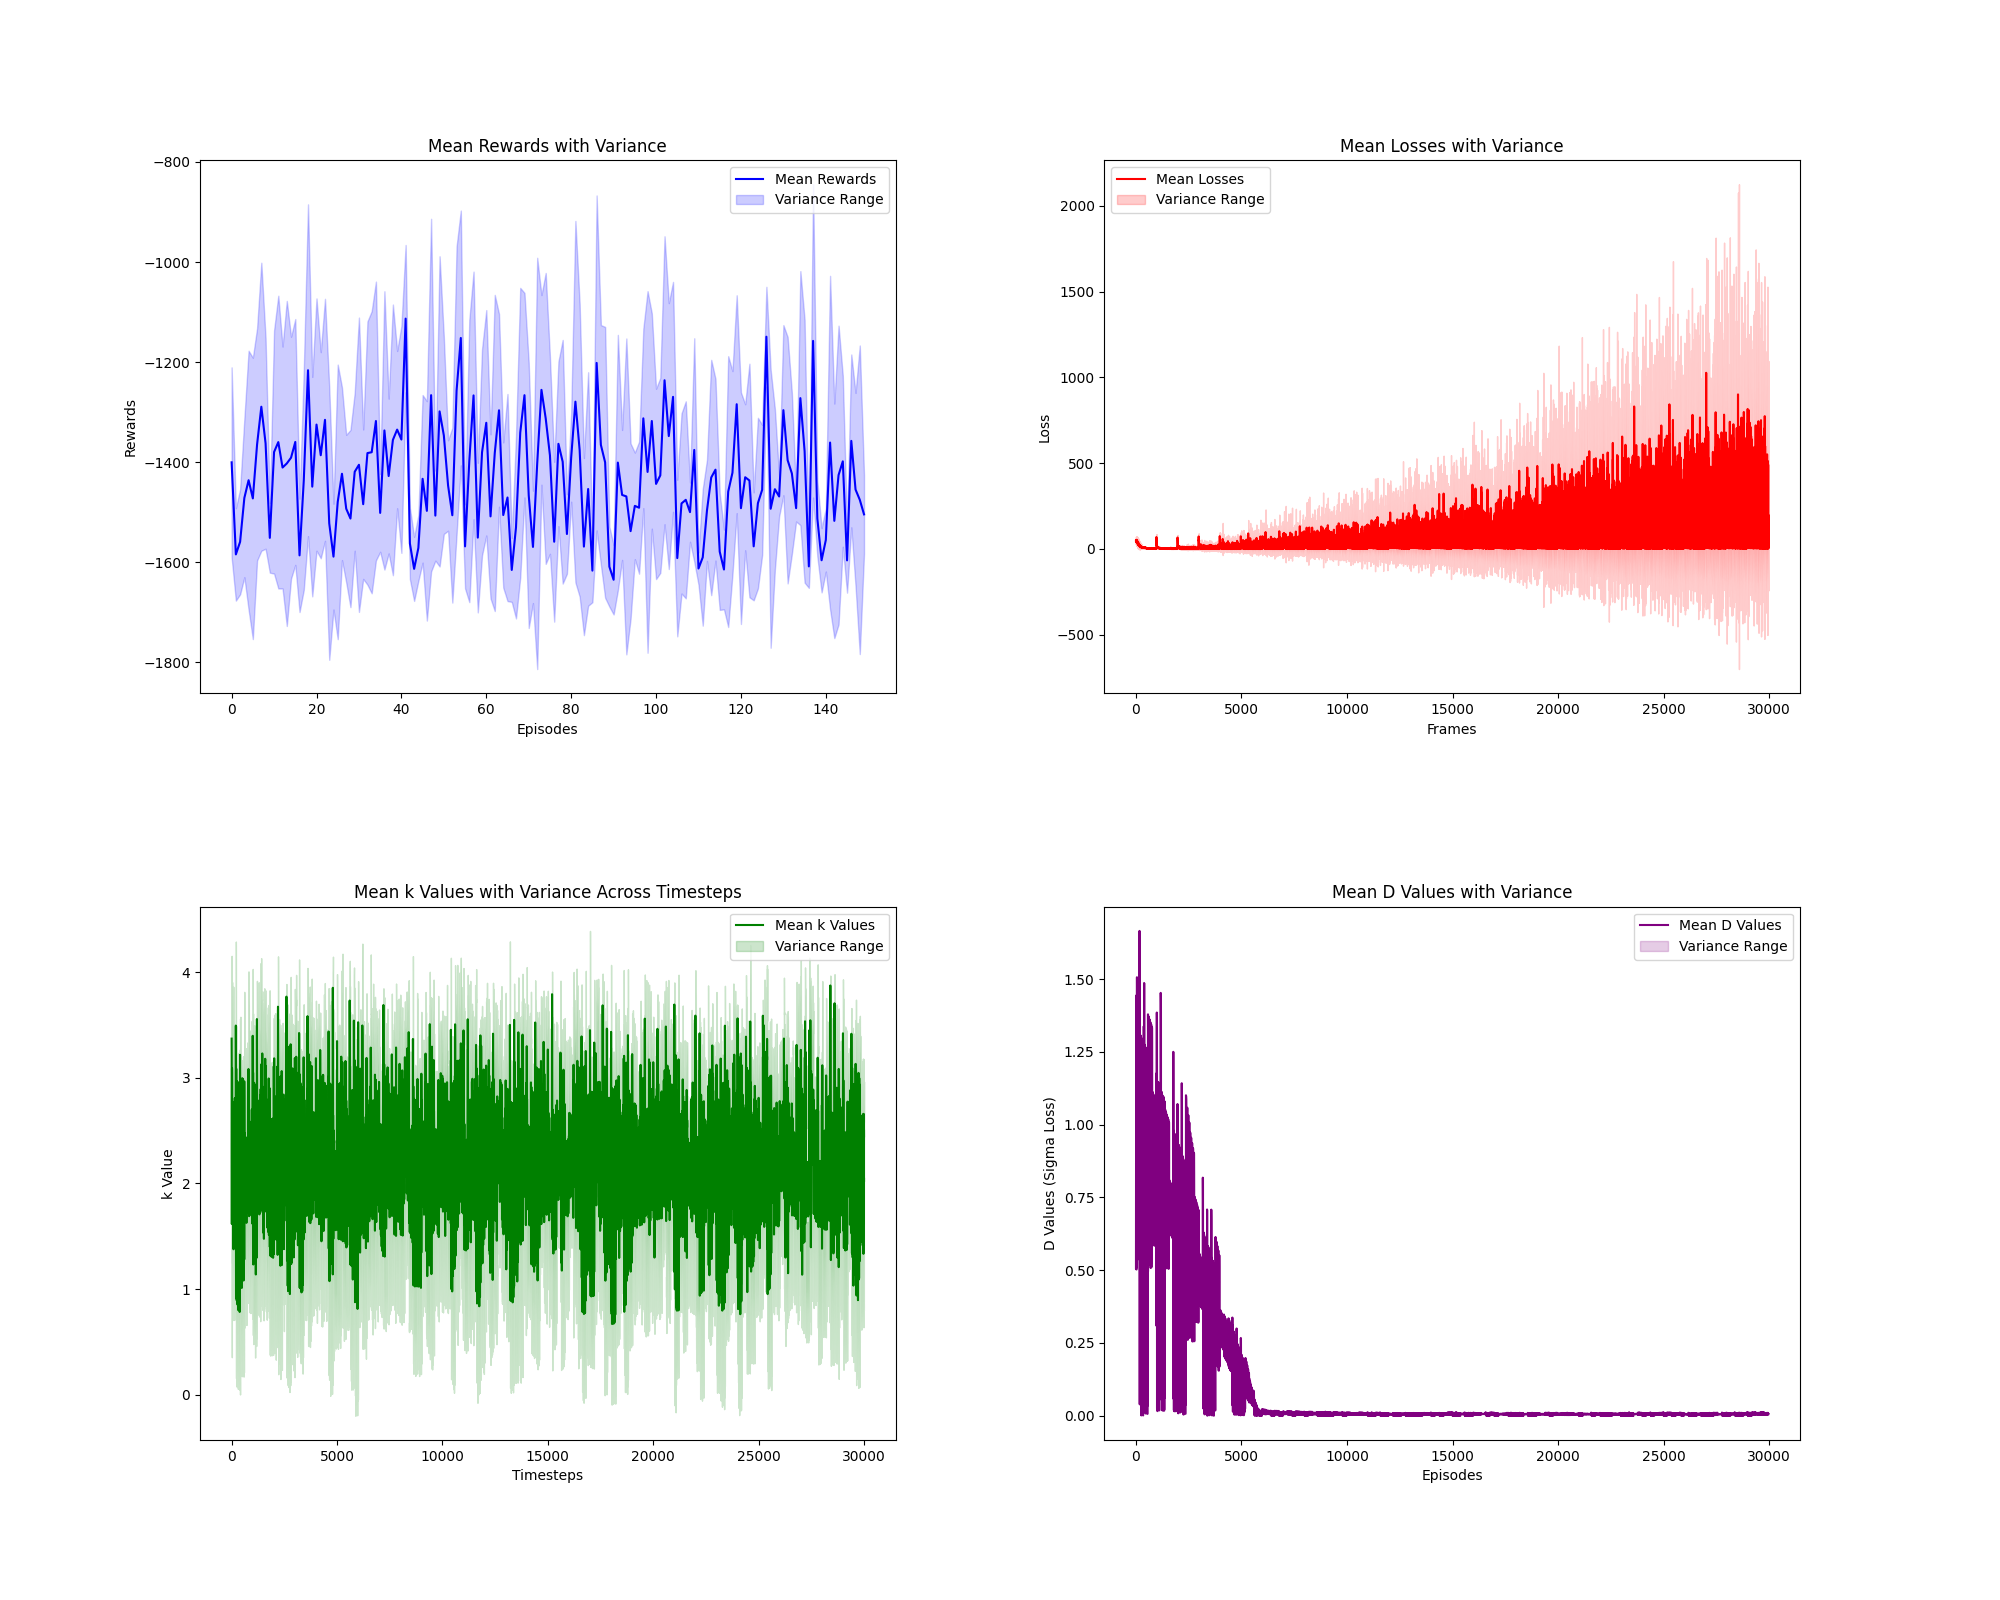 Mean Rewards with Variance
Mean Rewards
Variance Range
−800
−1000
−1200
−1400
−1600
−1800
Rewards
0 20 40 60 80 100 120 140
Episodes
Mean Losses with Variance
Mean Losses
Variance Range
2000
1500
1000
500
0
−500
Loss
0 5000 10000 15000 20000 25000 30000
Frames
Mean k Values with Variance Across Timesteps
Mean k Values
Variance Range
4
3
2
1
0
k Value
0 5000 10000 15000 20000 25000 30000
Timesteps
Mean D Values with Variance
Mean D Values
Variance Range
1.50
1.25
1.00
0.75
0.50
0.25
0.00
D Values (Sigma Loss)
0 5000 10000 15000 20000 25000 30000
Episodes